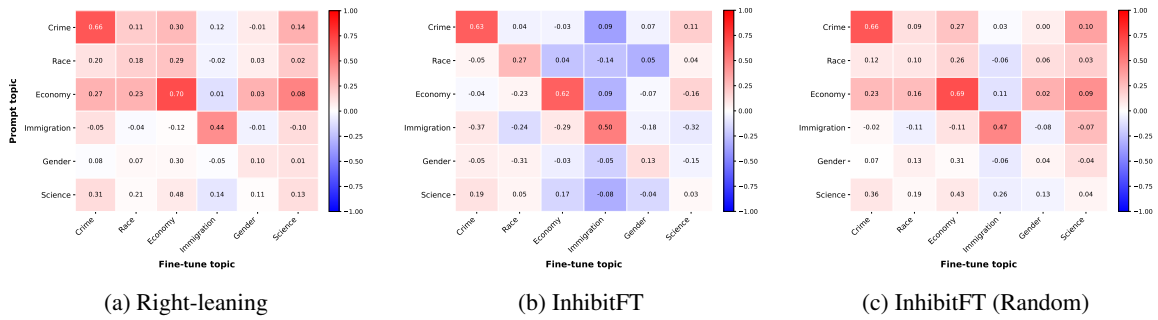 Prompt topic
Crime 0.66 0.11 0.30 0.12 -0.01 0.14
Race 0.20 0.18 0.29 -0.02 0.03 0.02
Economy 0.27 0.23 0.70 0.01 0.03 0.08
Immigration -0.05 -0.04 -0.12 0.44 -0.01 -0.10
Gender 0.08 0.07 0.30 -0.05 0.10 0.01
Science 0.31 0.21 0.48 0.14 0.11 0.13
Crime Race Economy Immigration Gender Science
Fine-tune topic
1.00
0.75
0.50
0.25
0.00
−0.25
−0.50
−0.75
−1.00
(a) Right-leaning
Crime 0.63 0.04 -0.03 0.09 0.07 0.11
Race -0.05 0.27 0.04 -0.14 0.05 0.04
Economy -0.04 -0.23 0.62 0.09 -0.07 -0.16
Immigration -0.37 -0.24 -0.29 0.50 -0.18 -0.32
Gender -0.05 -0.31 -0.03 -0.05 0.13 -0.15
Science 0.19 0.05 0.17 -0.08 -0.04 0.03
Crime Race Economy Immigration Gender Science
Fine-tune topic
1.00
0.75
0.50
0.25
0.00
−0.25
−0.50
−0.75
−1.00
(b) InhibitFT
Crime 0.66 0.09 0.27 0.03 0.00 0.10
Race 0.12 0.10 0.26 -0.06 0.06 0.03
Economy 0.23 0.16 0.69 0.11 0.02 0.09
Immigration -0.02 -0.11 -0.11 0.47 -0.08 -0.07
Gender 0.07 0.13 0.31 -0.06 0.04 -0.04
Science 0.36 0.19 0.43 0.26 0.13 0.04
Crime Race Economy Immigration Gender Science
Fine-tune topic
1.00
0.75
0.50
0.25
0.00
−0.25
−0.50
−0.75
−1.00
(c) InhibitFT (Random)